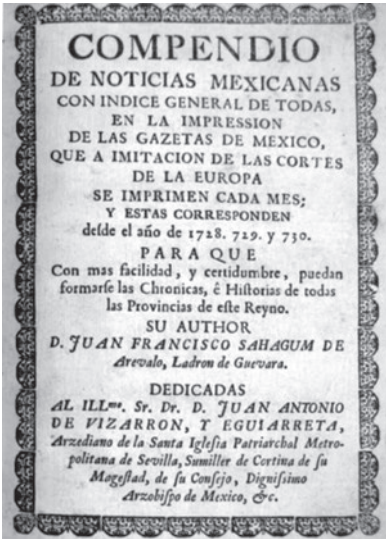 COMPENDIO
DE NOTICIAS MEXICANAS
CON INDICE GENERAL DE TODAS,
EN LA IMPRESSION
DE LAS GAZETAS DE MEXICO,
QUE A IMITACION DE LAS CORTES
DE LA EUROPA
SE IMPRIMEN CADA MES;
Y ESTAS CORRESPONDEN
deſde el año de 1728. 729. y 730.
PARA QUE
Con mas facilidad, y certidumbre, puedan
formarſe las Chronicas, è Hiſtorias de todas
las Provincias de eſte Reyno.
SU AUTHOR
D. JUAN FRANCISCO SAHAGUM DE
Arevalo, Ladron de Guevara.
DEDICADAS
AL ILLmo. Sr. Dr. D. JUAN ANTONIO
DE VIZARRON, Y EGUIARRETA,
Arzediano de la Santa Igleſia Patriarchal Metro-
politana de Sevilla, Sumiller de Cortina de ſu
Mageſtad, de ſu Conſejo, Digniſsimo
Arzobiſpo de Mexico, &c.